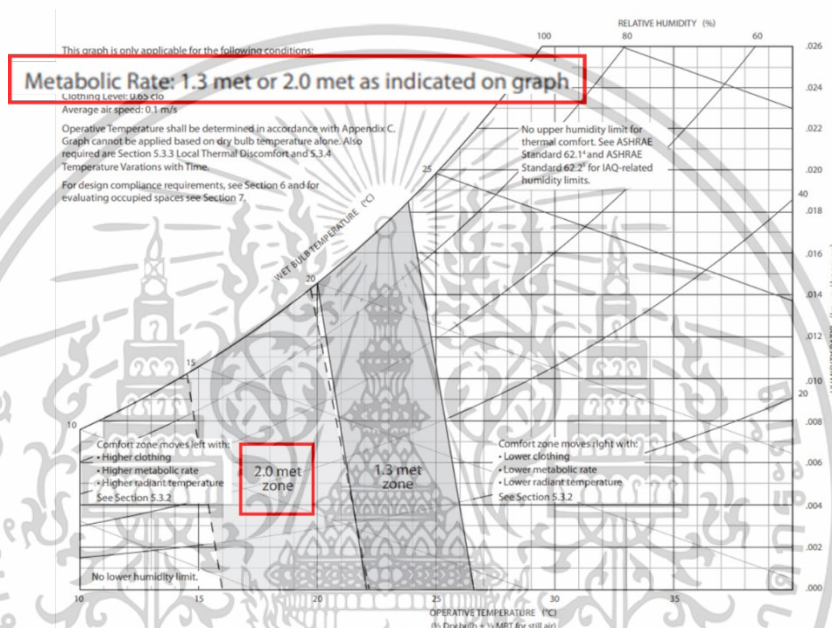 RELATIVE HUMIDITY (%)
100 80 60
This graph is only applicable for the following conditions:
Metabolic Rate: 1.3 met or 2.0 met as indicated on graph
Clothing Level: 0.65 clo
Average air speed: 0.1 m/s
Operative Temperature shall be determined in accordance with Appendix C.
Graph cannot be applied based on dry bulb temperature alone. Also
required are Section 5.3.3 Local Thermal Discomfort and 5.3.4
Temperature Varations with Time.
For design compliance requirements, see Section 6 and for
evaluating occupied spaces see Section 7.
No upper humidity limit for
thermal comfort. See ASHRAE
Standard 62.1⁴ and ASHRAE
Standard 62.2⁵ for IAQ-related
humidity limits.
WET BULB TEMPERATURE (°C)
25
20
15
10
40
20
.026
.024
.022
.020
.018
.016
.014
.012
.010
.008
.006
.004
.002
.000
Comfort zone moves left with:
• Higher clothing
• Higher metabolic rate
• Higher radiant temperature
See Section 5.3.2
2.0 met
zone
1.3 met
zone
Comfort zone moves right with:
• Lower clothing
• Lower metabolic rate
• Lower radiant temperature
See Section 5.3.2
No lower humidity limit.
10 15 20 25 30 35
OPERATIVE TEMPERATURE (°C)
(½ Dry bulb + ½ MRT for still air)